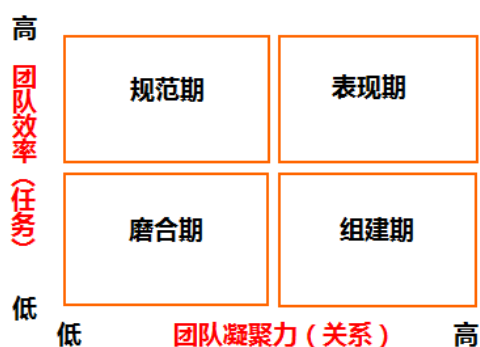 高
团队效率（任务）
规范期
表现期
磨合期
组建期
低
低
团队凝聚力（关系）
高